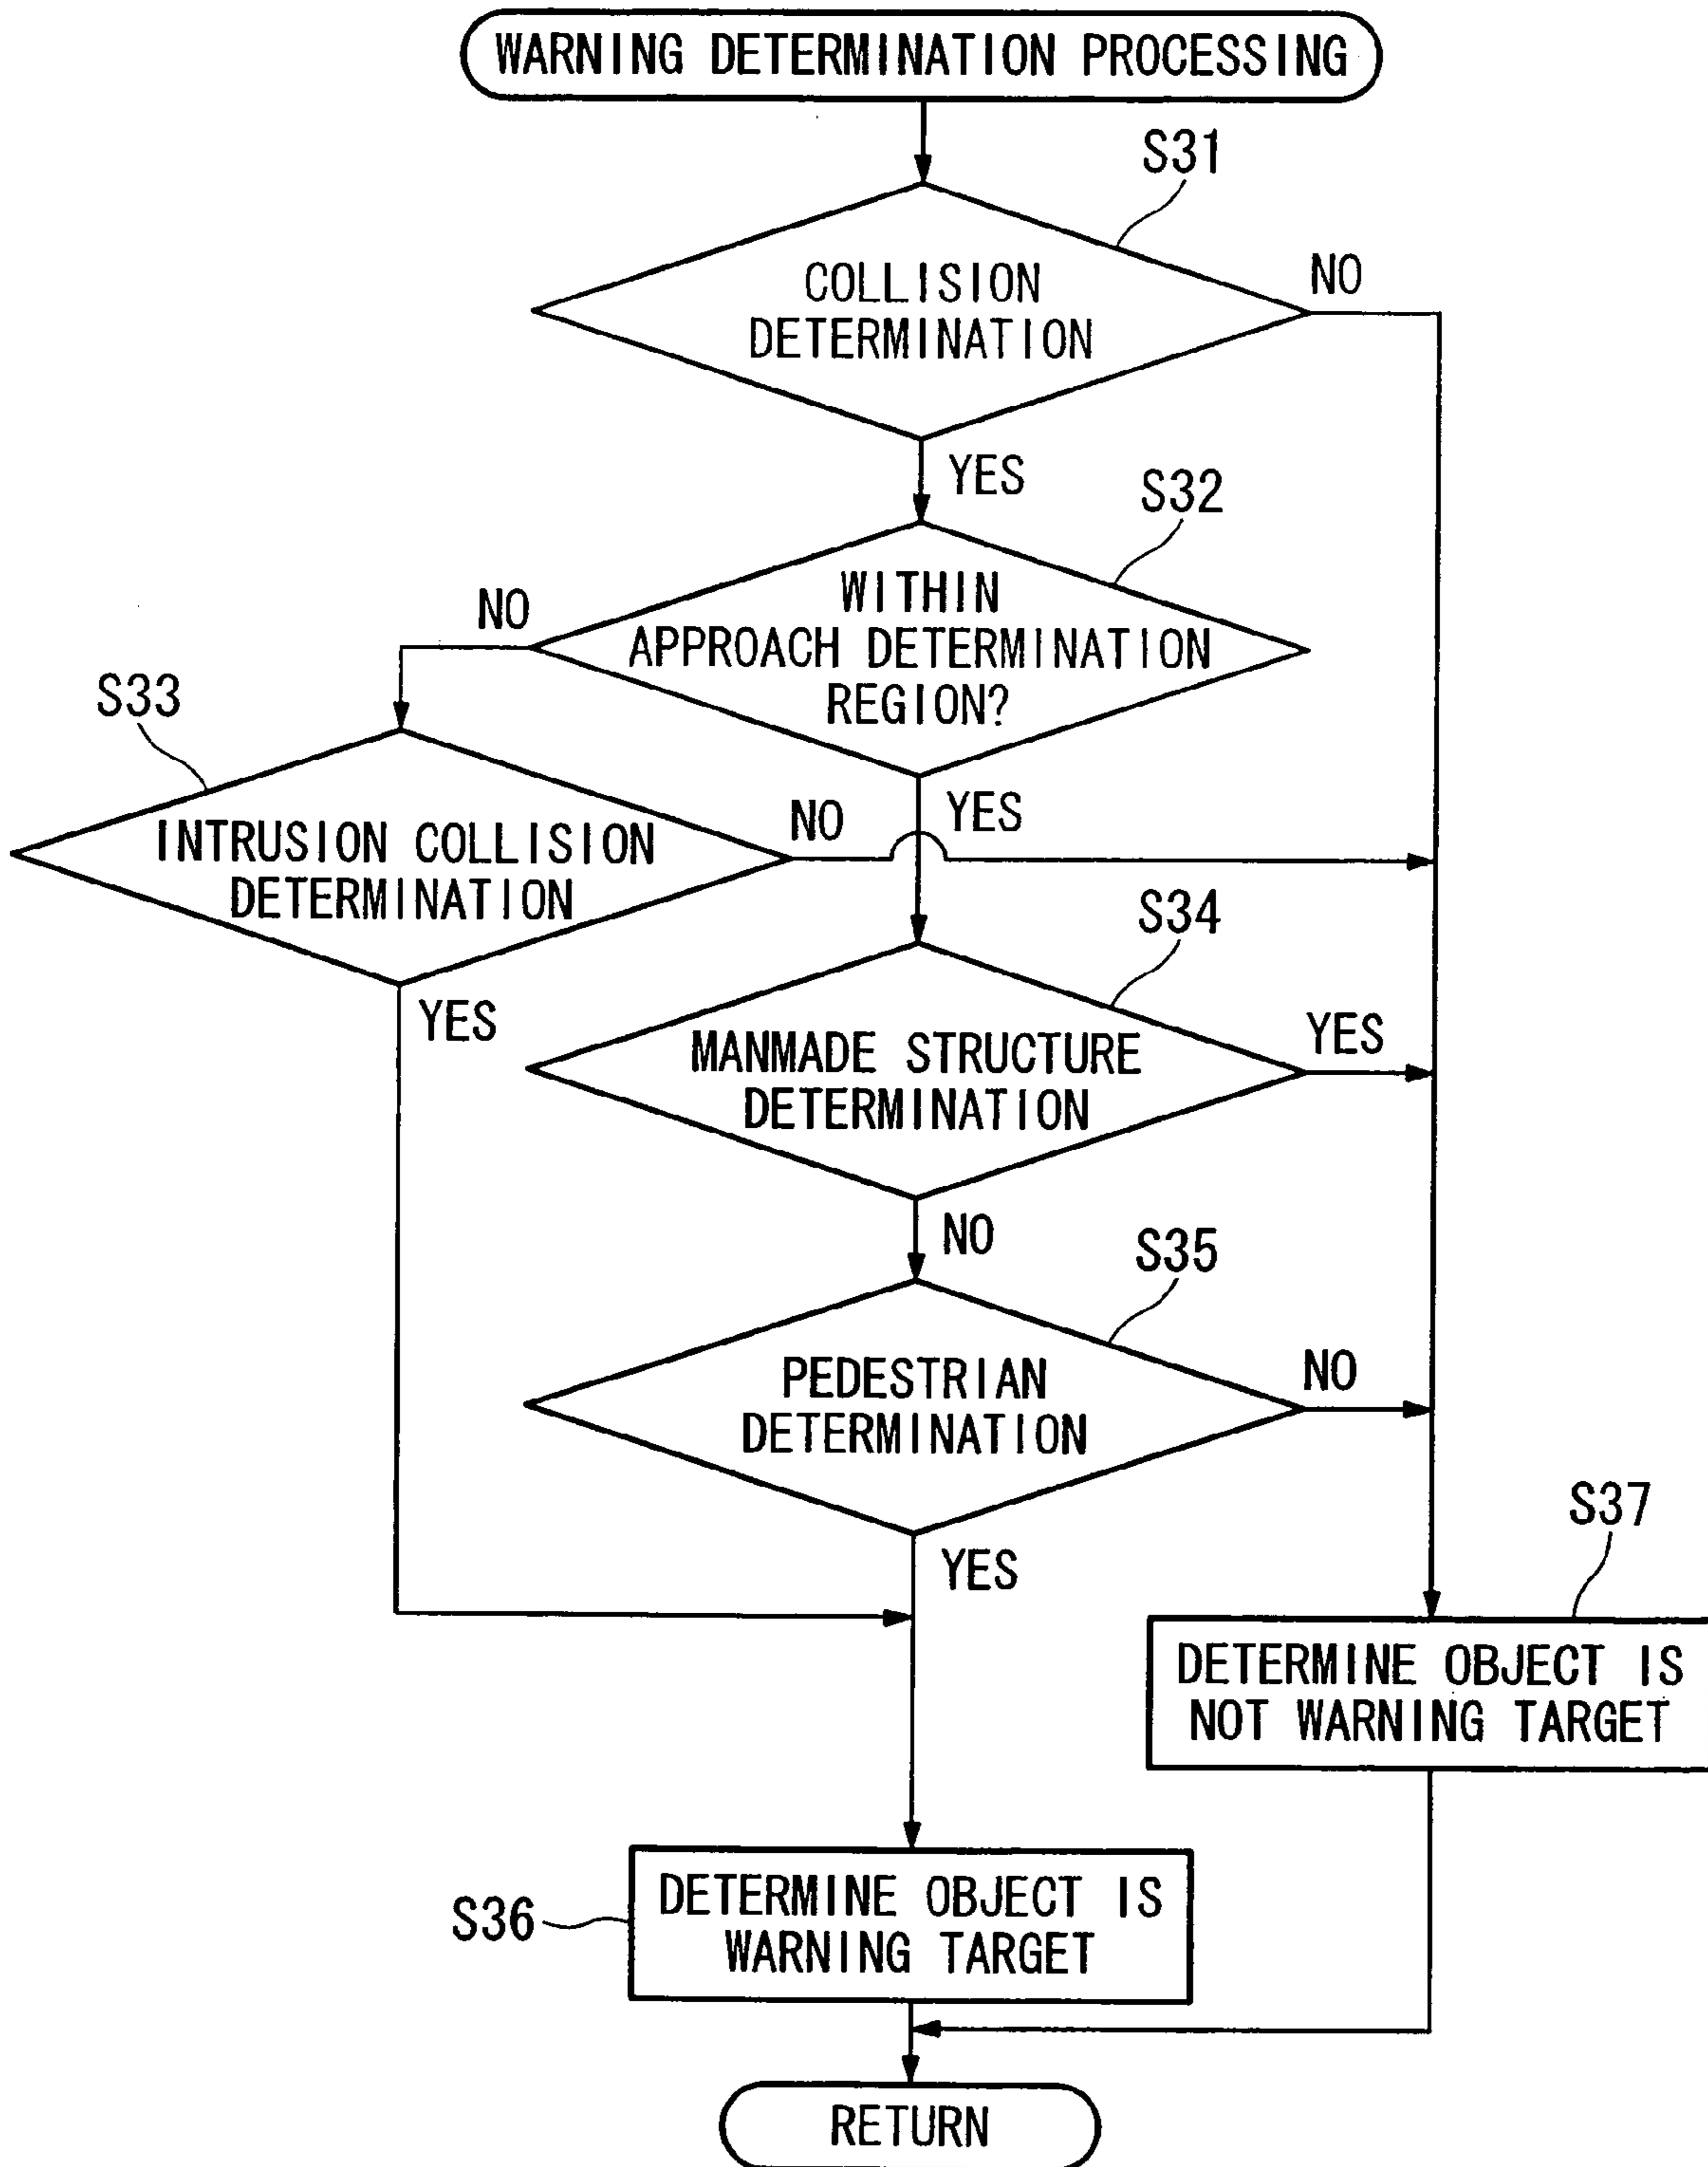 WARNING DETERMINATION PROCESSING
S31
COLLISION
DETERMINATION
NO
YES
S32
WITHIN
APPROACH DETERMINATION
REGION?
NO
YES
S33
INTRUSION COLLISION
DETERMINATION
NO
YES
S34
MANMADE STRUCTURE
DETERMINATION
YES
NO
S35
PEDESTRIAN
DETERMINATION
NO
YES
S37
DETERMINE OBJECT IS
NOT WARNING TARGET
S36
DETERMINE OBJECT IS
WARNING TARGET
RETURN